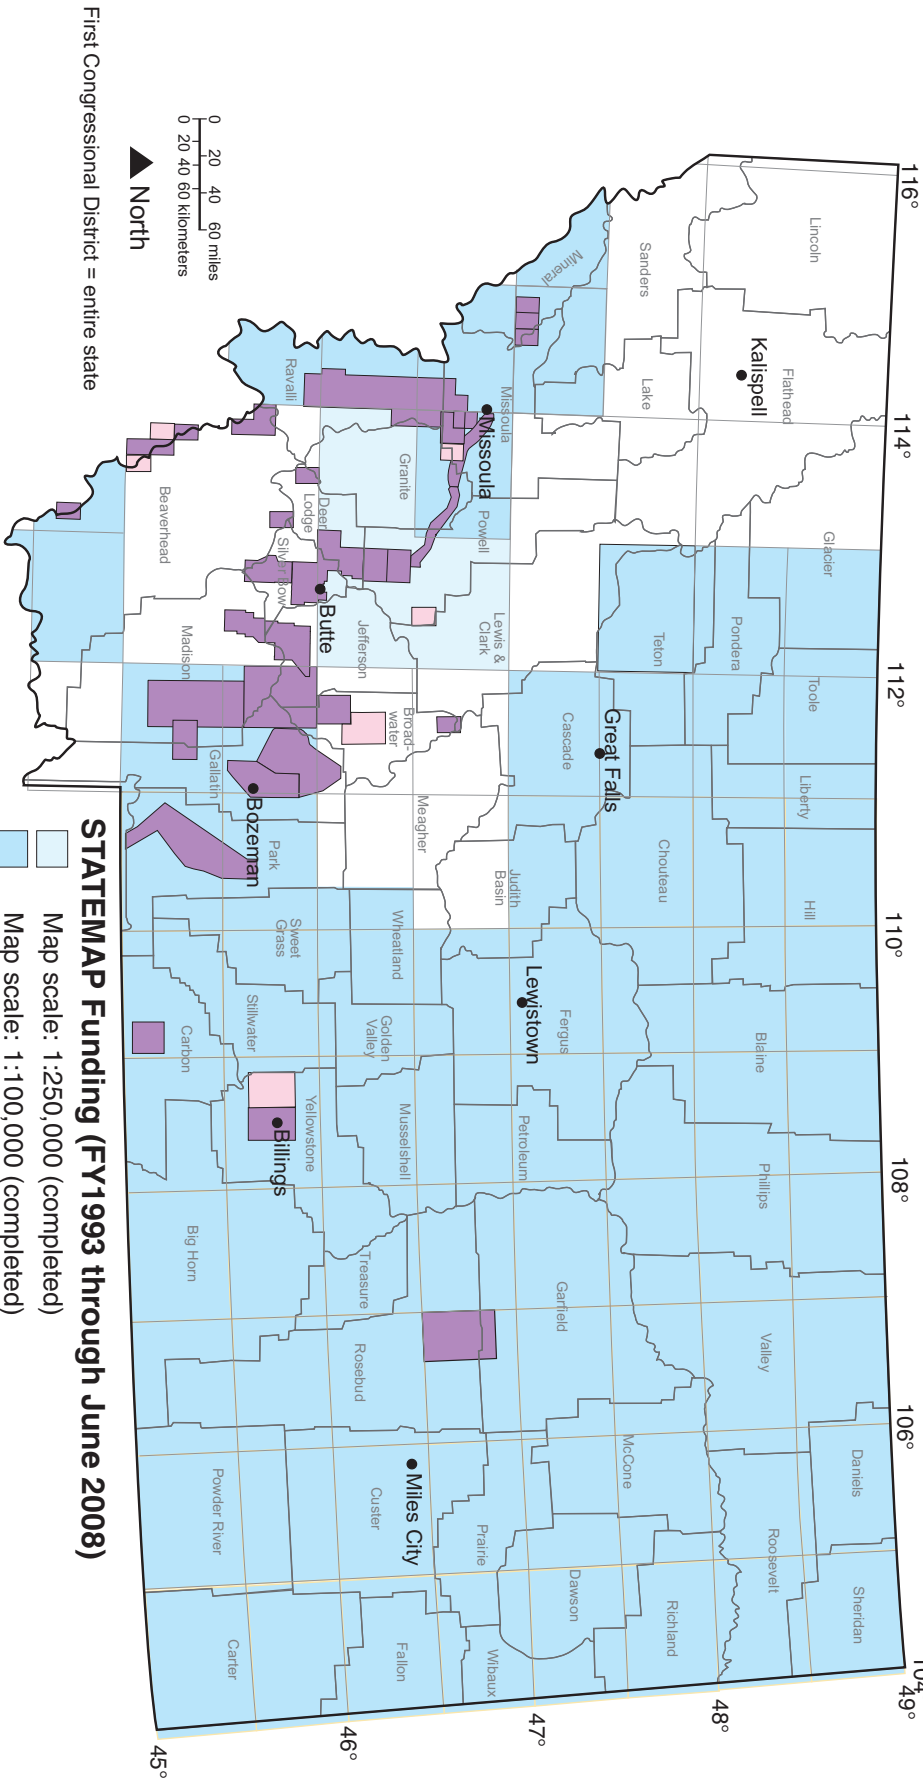 116°
114°
112°
110°
108°
106°
104
49°
48°
47°
46°
45°
Lincoln
Flathead
Kalispell
Glacier
Toole
Liberty
Hill
Blaine
Phillips
Valley
Daniels
Sheridan
Roosevelt
Sanders
Lake
Pondera
Teton
Chouteau
Great Falls
Cascade
Mineral
Missoula
Missoula
Powell
Lewis &
Clark
Judith
Basin
Fergus
Lewistown
Petroleum
Garfield
McCone
Richland
Dawson
Prairie
Wibaux
Ravalli
Granite
Deer
Lodge
Silver Bow
Butte
Jefferson
Broad-
water
Meagher
Wheatland
Golden
Valley
Musselshell
Treasure
Rosebud
Custer
Miles City
Fallon
Beaverhead
Madison
Gallatin
Bozeman
Park
Sweet
Grass
Stillwater
Carbon
Yellowstone
Billings
Big Horn
Powder River
Carter
0 20 40 60 miles
0 20 40 60 kilometers
North
First Congressional District = entire state
STATEMAP Funding (FY1993 through June 2008)
Map scale: 1:250,000 (completed)
Map scale: 1:100,000 (completed)